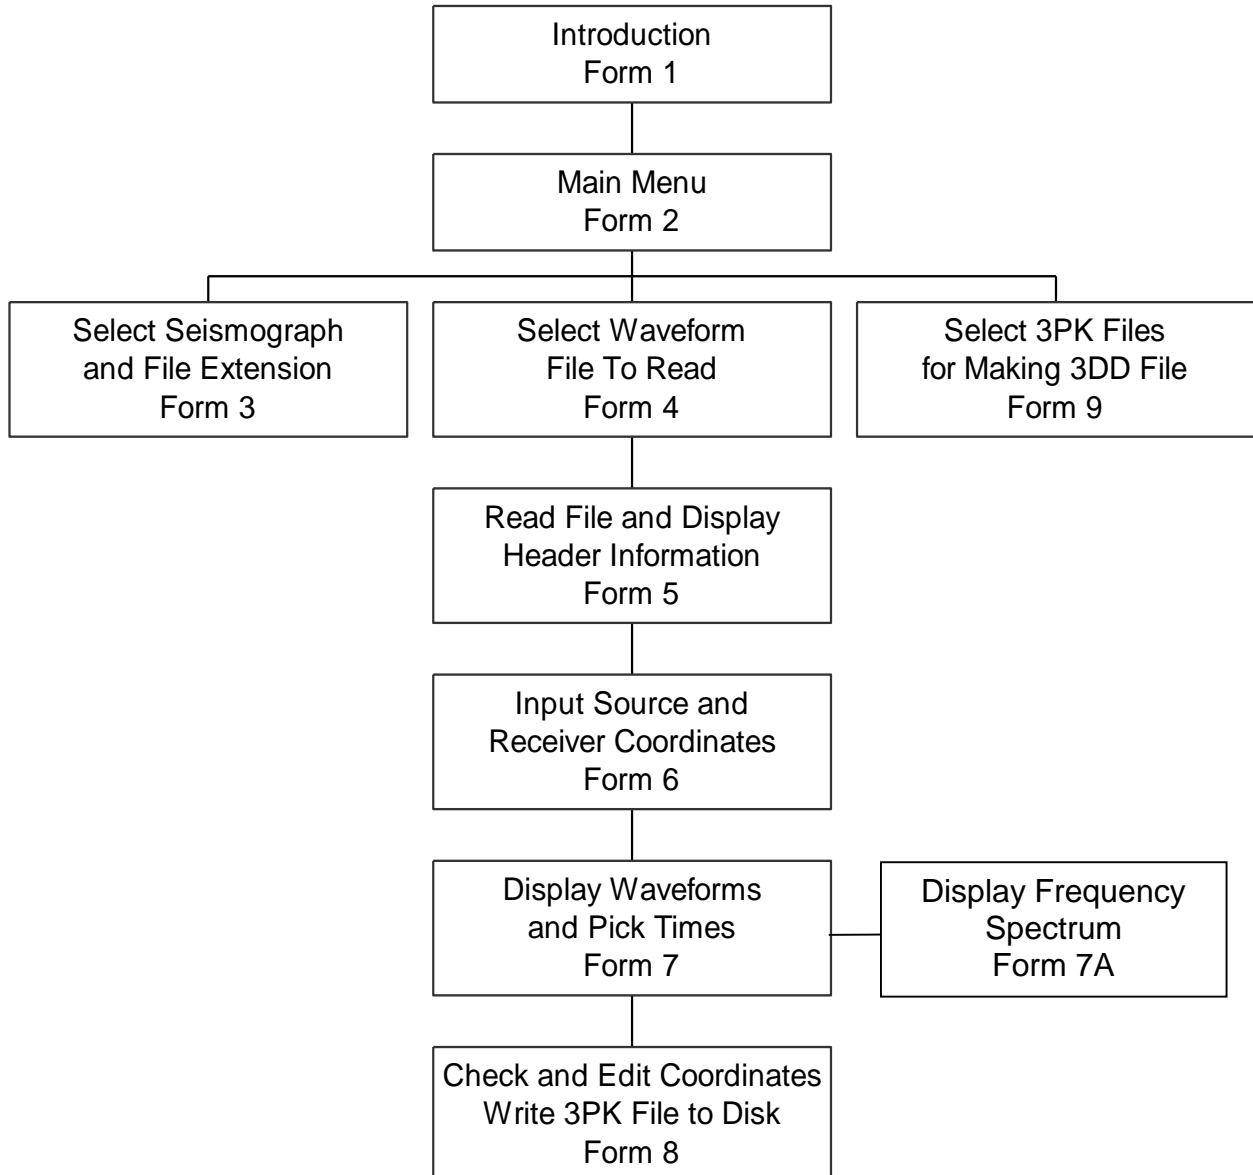 Introduction
Form 1
Main Menu
Form 2
Select Seismograph
and File Extension
Form 3
Select Waveform
File To Read
Form 4
Select 3PK Files
for Making 3DD File
Form 9
Read File and Display
Header Information
Form 5
Input Source and
Receiver Coordinates
Form 6
Display Waveforms
and Pick Times
Form 7
Display Frequency
Spectrum
Form 7A
Check and Edit Coordinates
Write 3PK File to Disk
Form 8